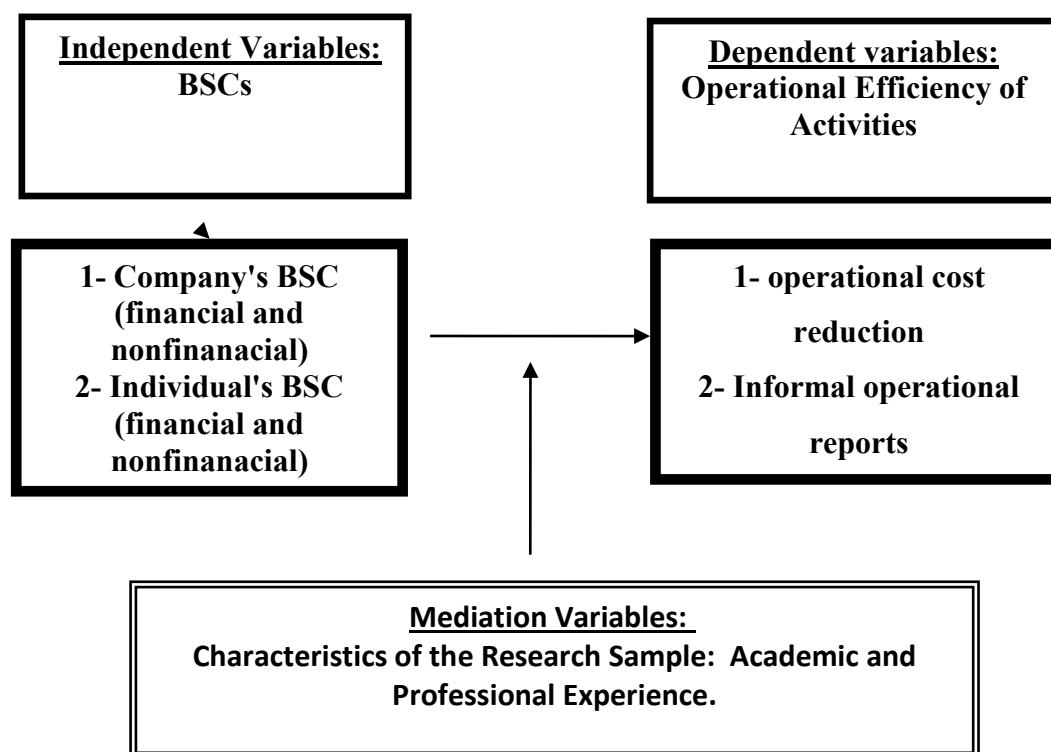 Independent Variables:
BSCs
Dependent variables:
Operational Efficiency of
Activities
1- Company's BSC
(financial and
nonfinanacial)
2- Individual's BSC
(financial and
nonfinanacial)
1- operational cost
reduction
2- Informal operational
reports
Mediation Variables:
Characteristics of the Research Sample: Academic and
Professional Experience.